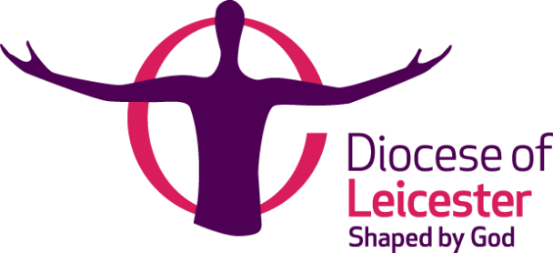 Diocese of
Leicester
Shaped by God